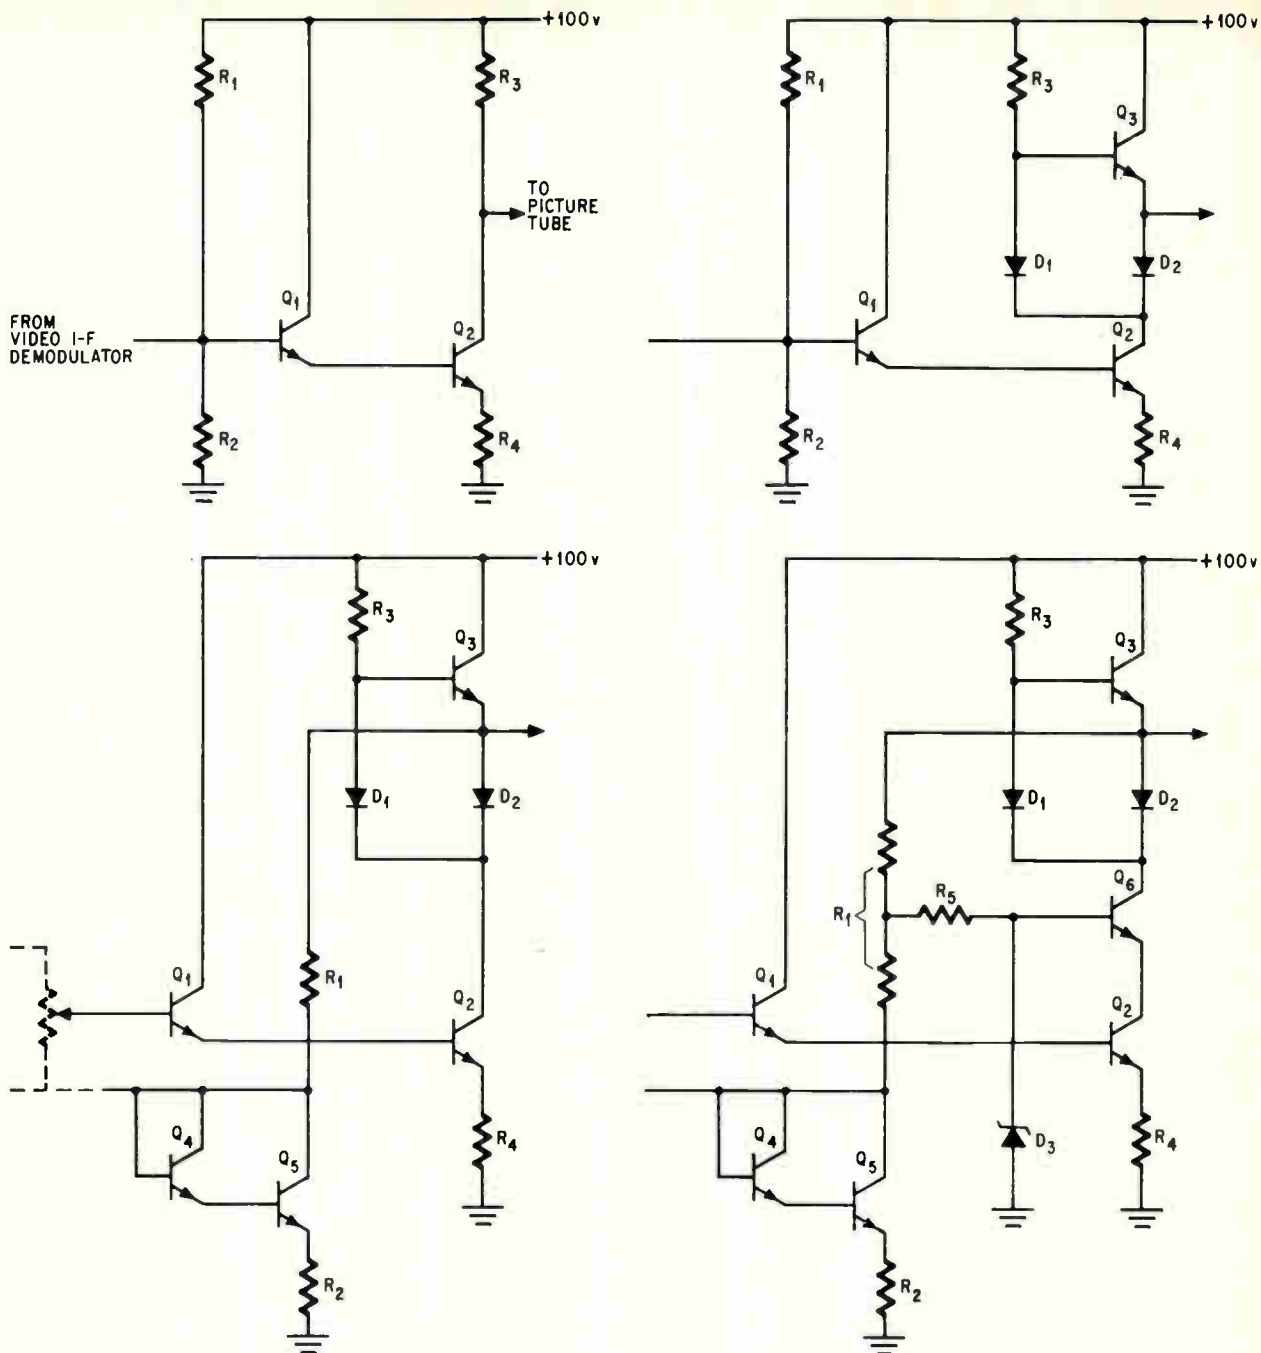 +100v
R1
R3
TO
PICTURE
TUBE
Q1
Q2
FROM
VIDEO I-F
DEMODULATOR
R2
R4
+100v
R1
R3
Q3
D1
D2
Q1
Q2
R2
R4
+100v
R3
Q3
D1
D2
R1
Q1
Q2
Q4
Q5
R4
R2
+100v
R3
Q3
D1
D2
R1
R5
Q6
Q1
Q2
Q4
Q5
D3
R4
R2